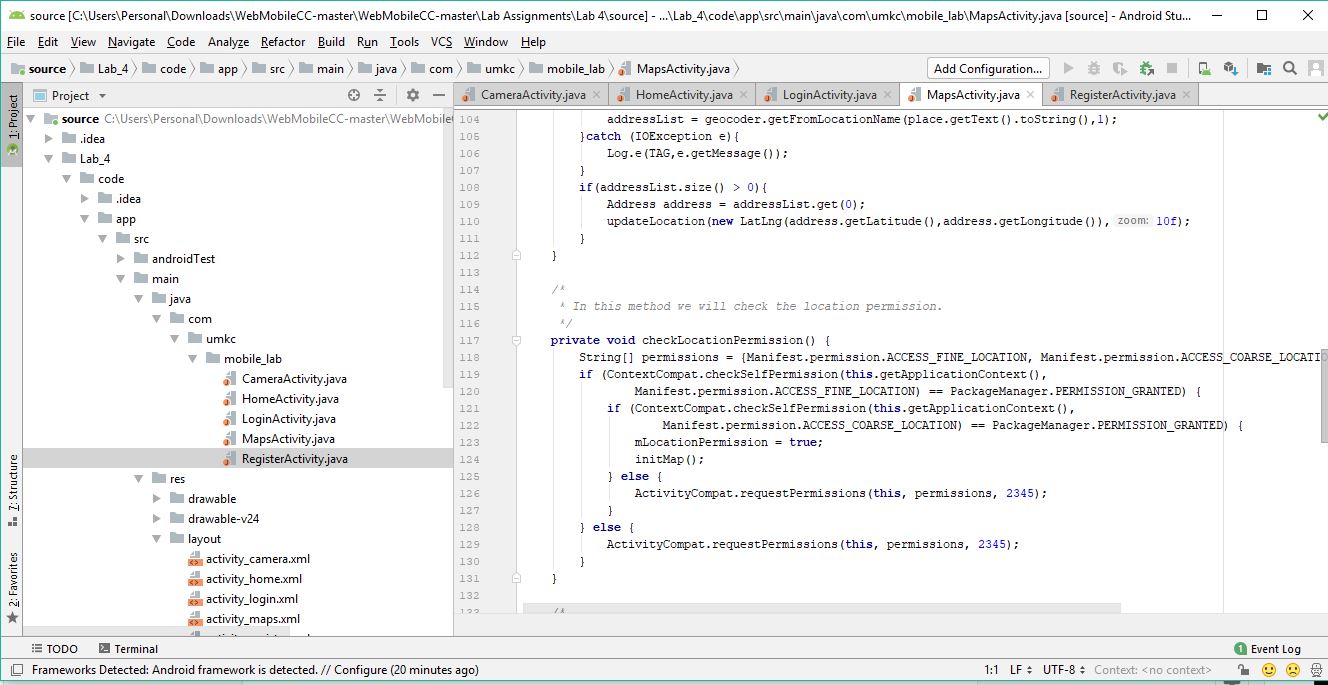 source [C:\Users\Personal\Downloads\WebMobileCC-master\WebMobileCC-master\Lab Assignments\Lab 4\source] - ...\Lab_4\code\app\src\main\java\com\umkc\mobile_lab\MapsActivity.java [source] - Android Stu...
File Edit View Navigate Code Analyze Refactor Build Run Tools VCS Window Help
source Lab_4 code app src main java com umkc mobile_lab MapsActivity.java Add Configuration...
1: Project
7: Structure
2: Favorites
Project
source C:\Users\Personal\Downloads\WebMobileCC-master\WebMobile
.idea
Lab_4
code
.idea
app
src
androidTest
main
java
com
umkc
mobile_lab
CameraActivity.java
HomeActivity.java
LoginActivity.java
MapsActivity.java
RegisterActivity.java
res
drawable
drawable-v24
layout
activity_camera.xml
activity_home.xml
activity_login.xml
activity_maps.xml
CameraActivity.java HomeActivity.java LoginActivity.java MapsActivity.java RegisterActivity.java
104 addressList = geocoder.getFromLocationName(place.getText().toString(),1);
105 }catch (IOException e){
106 Log.e(TAG,e.getMessage());
107 }
108 if(addressList.size() > 0){
109 Address address = addressList.get(0);
110 updateLocation(new LatLng(address.getLatitude(),address.getLongitude()), zoom: 10f);
111 }
112 }
113
114 /*
115 * In this method we will check the location permission.
116 */
117 private void checkLocationPermission() {
118 String[] permissions = {Manifest.permission.ACCESS_FINE_LOCATION, Manifest.permission.ACCESS_COARSE_LOCATIO
119 if (ContextCompat.checkSelfPermission(this.getApplicationContext(),
120 Manifest.permission.ACCESS_FINE_LOCATION) == PackageManager.PERMISSION_GRANTED) {
121 if (ContextCompat.checkSelfPermission(this.getApplicationContext(),
122 Manifest.permission.ACCESS_COARSE_LOCATION) == PackageManager.PERMISSION_GRANTED) {
123 mLocationPermission = true;
124 initMap();
125 } else {
126 ActivityCompat.requestPermissions(this, permissions, 2345);
127 }
128 } else {
129 ActivityCompat.requestPermissions(this, permissions, 2345);
130 }
131 }
132
133 /*
TODO Terminal 1 Event Log
Frameworks Detected: Android framework is detected. // Configure (20 minutes ago) 1:1 LF UTF-8 Context: <no context>